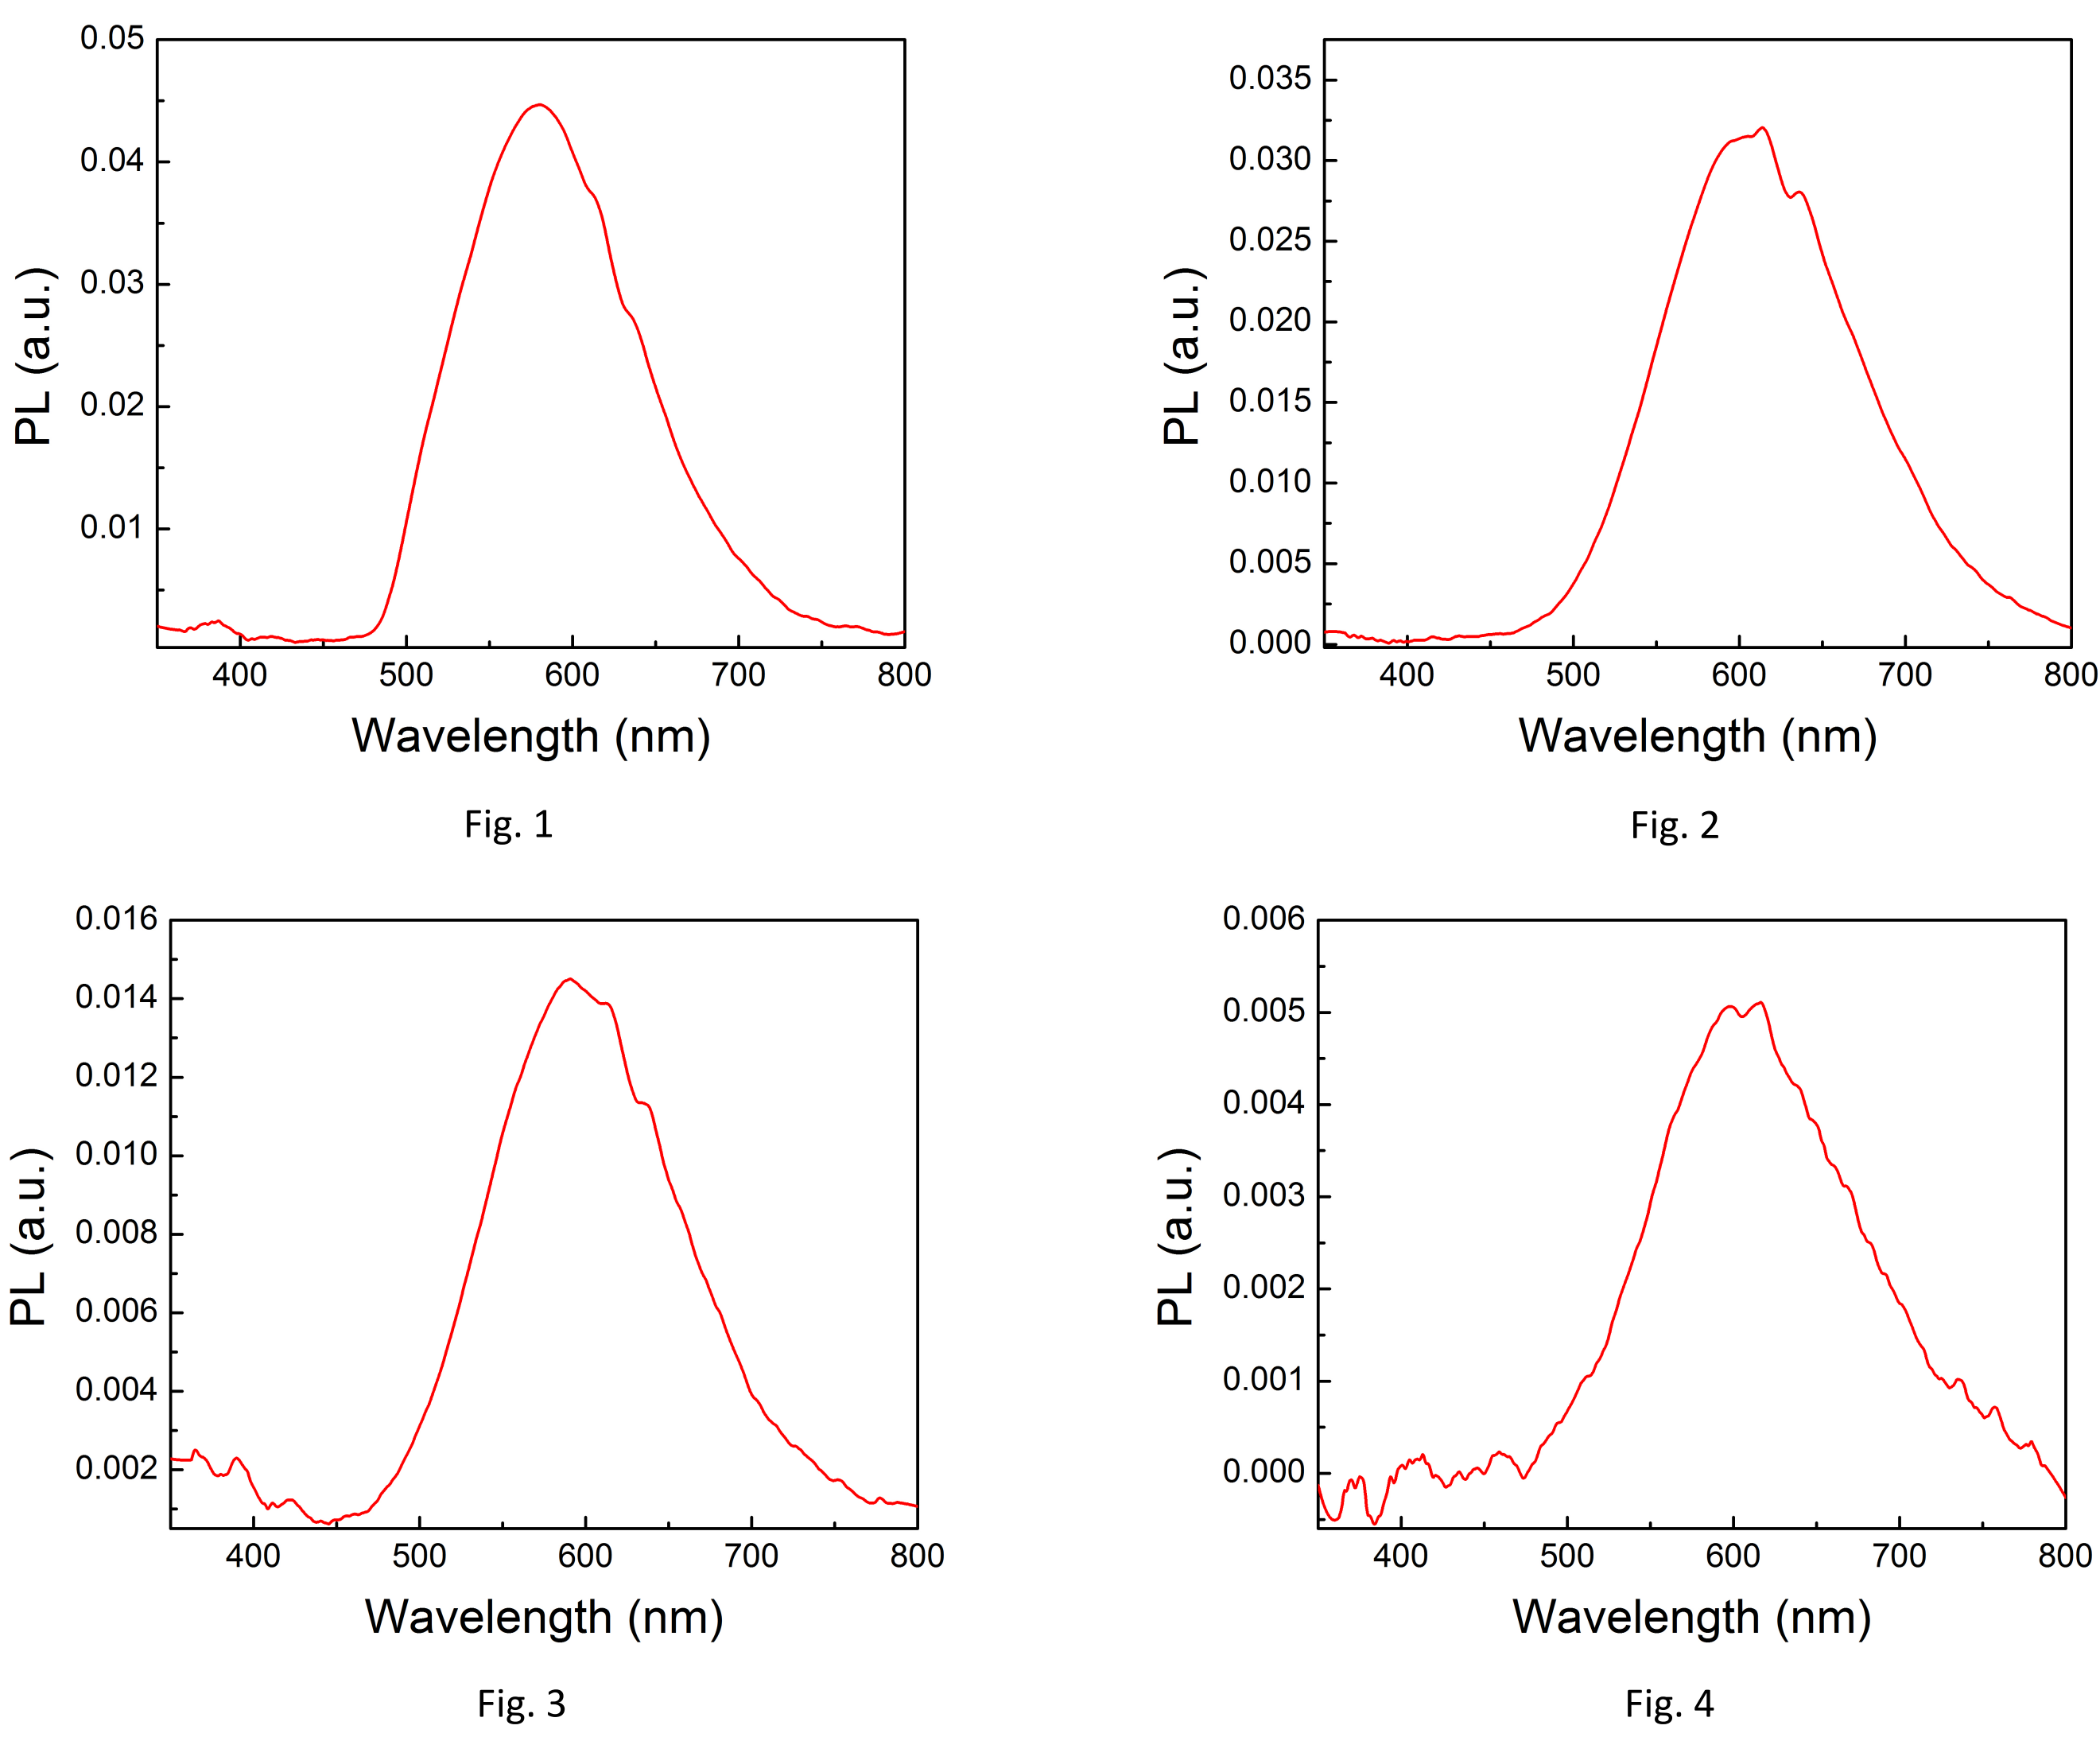 0.05
0.04
0.03
0.02
0.01
PL (a.u.)
400 500 600 700 800
Wavelength (nm)
Fig. 1
0.035
0.030
0.025
0.020
0.015
0.010
0.005
0.000
PL (a.u.)
400 500 600 700 800
Wavelength (nm)
Fig. 2
0.016
0.014
0.012
0.010
0.008
0.006
0.004
0.002
PL (a.u.)
400 500 600 700 800
Wavelength (nm)
Fig. 3
0.006
0.005
0.004
0.003
0.002
0.001
0.000
PL (a.u.)
400 500 600 700 800
Wavelength (nm)
Fig. 4